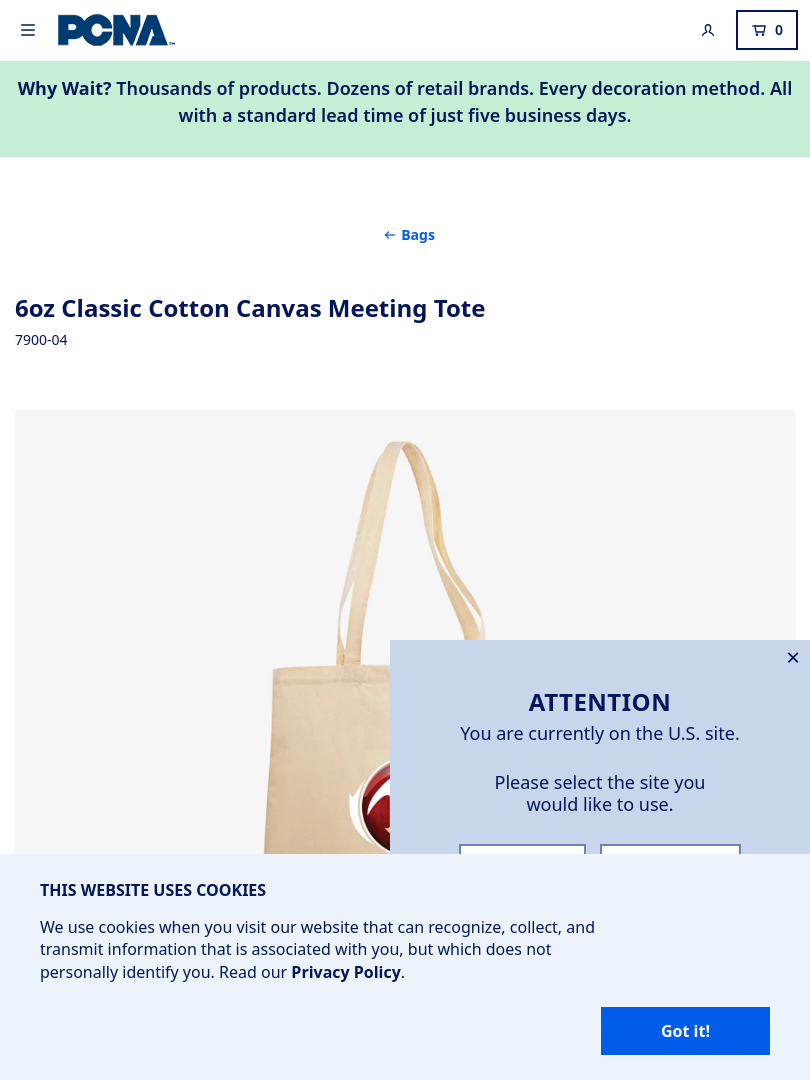 PCNA™
0
Why Wait? Thousands of products. Dozens of retail brands. Every decoration method. All
with a standard lead time of just five business days.
← Bags
6oz Classic Cotton Canvas Meeting Tote
7900-04
ATTENTION
You are currently on the U.S. site.
Please select the site you
would like to use.
THIS WEBSITE USES COOKIES
We use cookies when you visit our website that can recognize, collect, and
transmit information that is associated with you, but which does not
personally identify you. Read our Privacy Policy.
Got it!